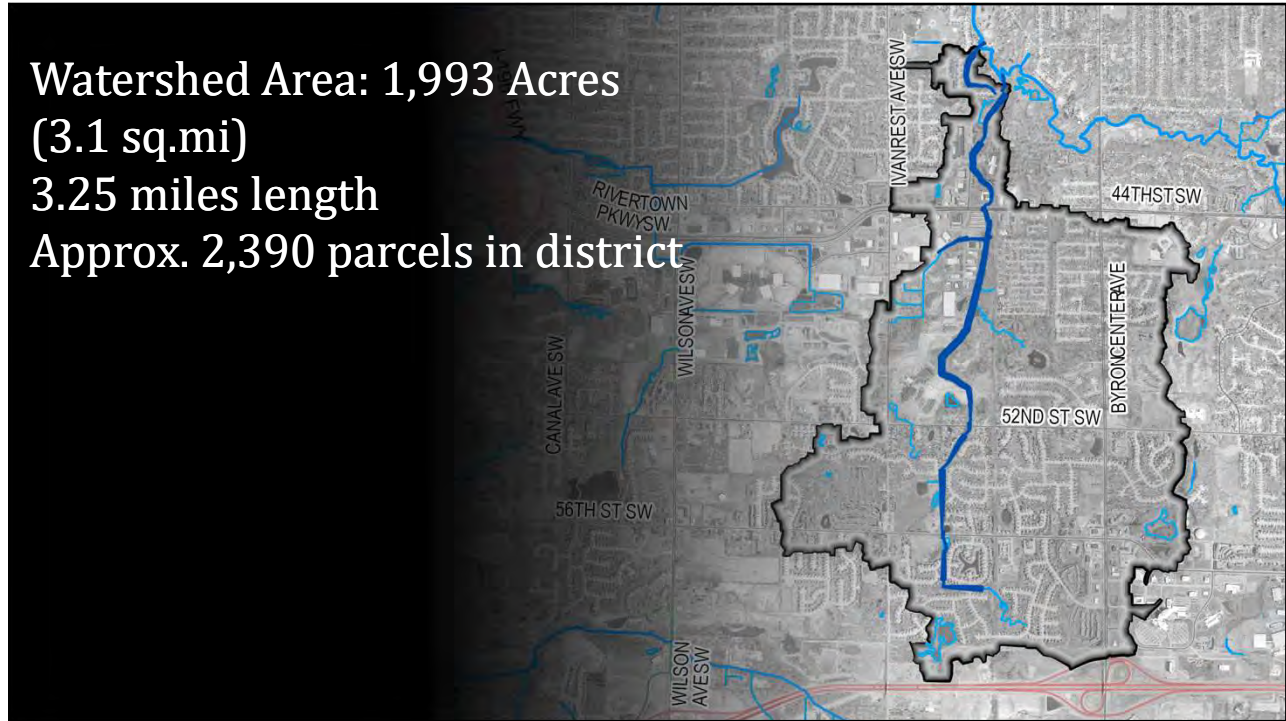 Watershed Area: 1,993 Acres
(3.1 sq.mi)
3.25 miles length
Approx. 2,390 parcels in district
IVANREST AVE SW
RIVERTOWN
PKWY SW
44TH ST SW
WILSON AVE SW
BYRON CENTER AVE
CANAL AVE SW
52ND ST SW
56TH ST SW
WILSON
AVE SW